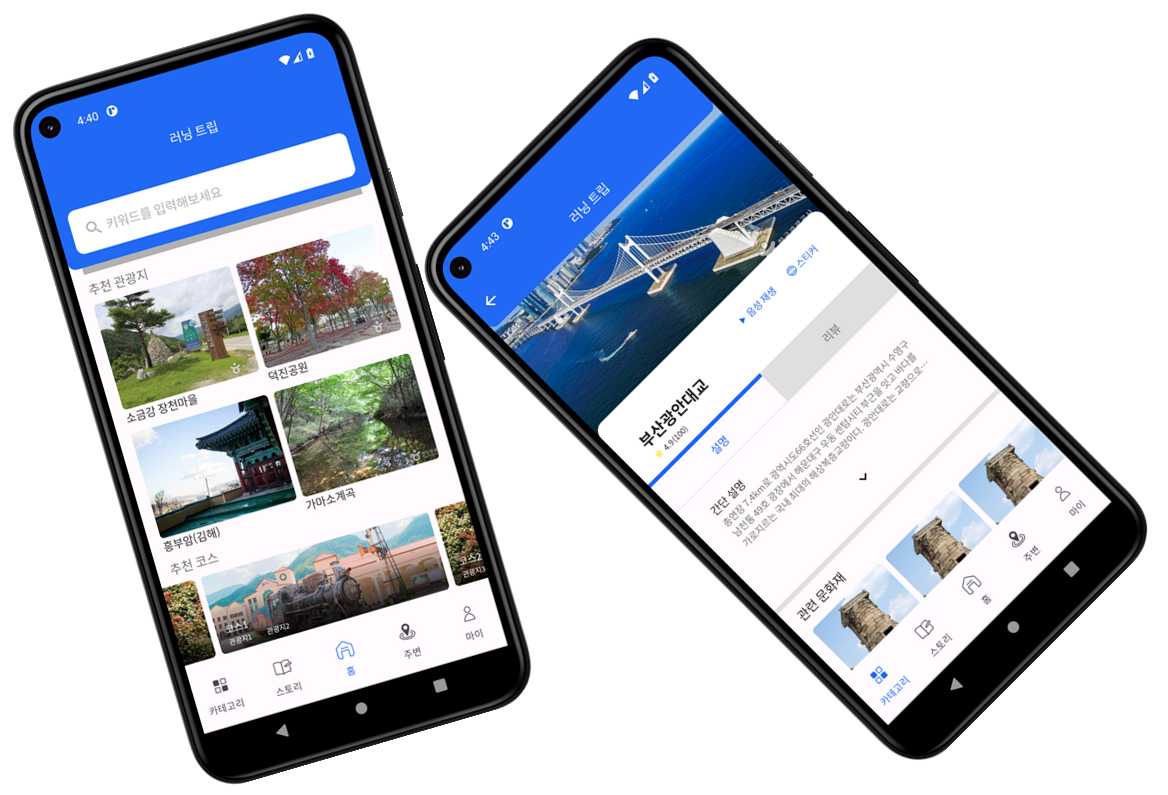 4:40
러닝 트립
키워드를 입력해보세요
추천 관광지
소금강 장천마을
덕진공원
흥부암(김해)
가마소계곡
추천 코스
코스1
관광지1 관광지2
코스2
관광지3
카테고리
스토리
홈
주변
마이
4:43
러닝 트립
부산광안대교
4.9(100)
▶ 음성 재생
스티커
설명
리뷰
간단 설명
총연장 7.4km로 광역시도66호선인 광안대로는 부산광역시 수영구
남천동 49호 광장에서 해운대구 우동 센텀시티 부근을 잇고 바다를
가로지르는 국내 최대의 해상복층교량이다. 광안대로는 교량으로…
관련 문화재
카테고리
스토리
홈
주변
마이